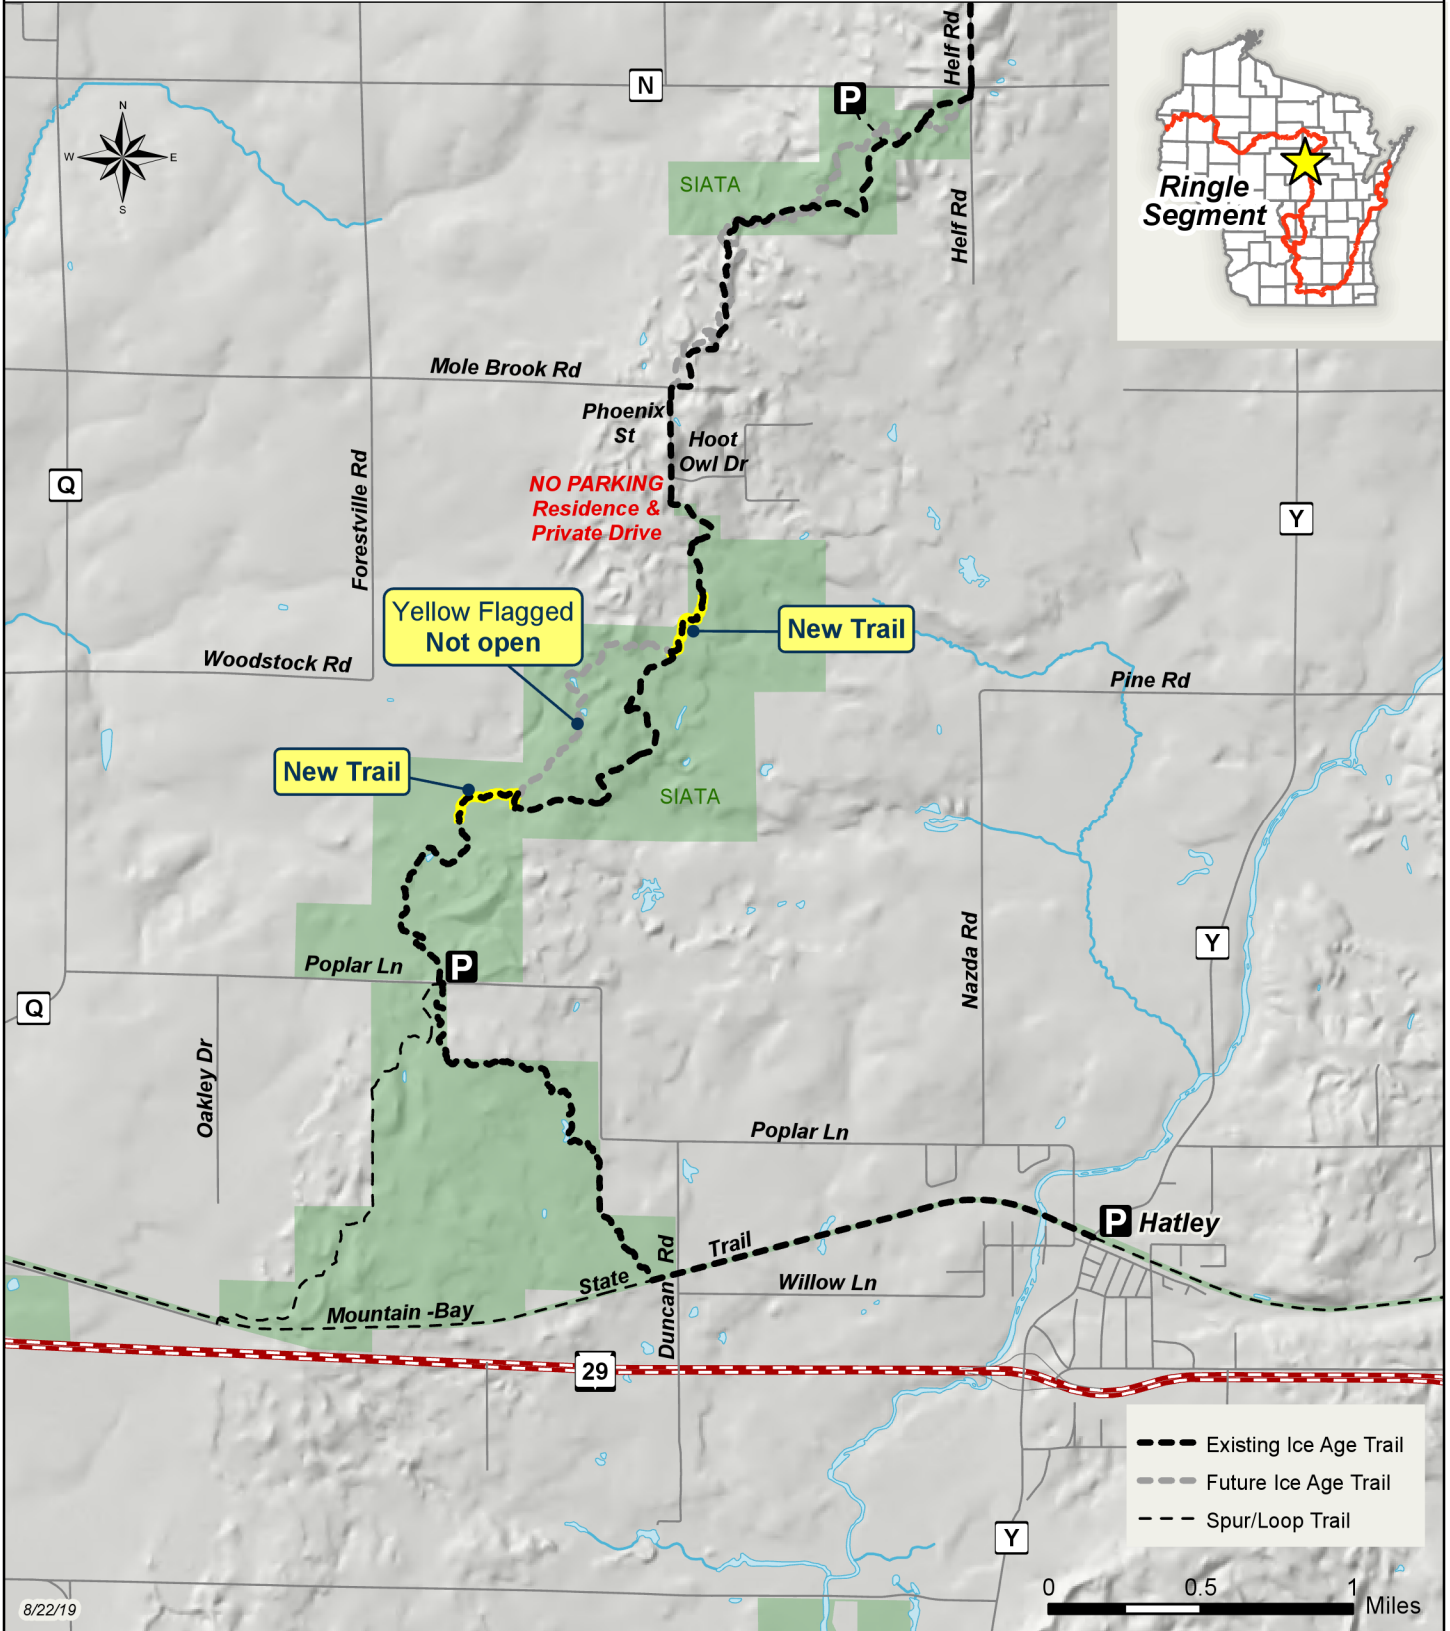 Helf Rd
N
P
N
W
E
S
SIATA
Helf Rd
Ringle
Segment
Mole Brook Rd
Phoenix
St
Hoot
Owl Dr
NO PARKING
Residence &
Private Drive
Q
Forestville Rd
Y
Yellow Flagged
Not open
New Trail
Woodstock Rd
Pine Rd
New Trail
SIATA
Nazda Rd
Y
Poplar Ln
P
Q
Oakley Dr
Poplar Ln
P Hatley
Mountain -Bay State Trail
Duncan Rd
Willow Ln
29
Existing Ice Age Trail
Future Ice Age Trail
Spur/Loop Trail
Y
0 0.5 1
Miles
8/22/19